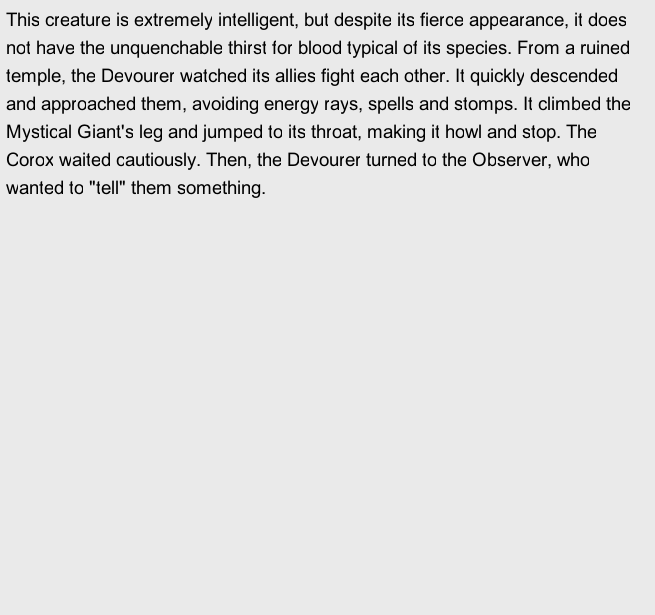 This creature is extremely intelligent, but despite its fierce appearance, it does
not have the unquenchable thirst for blood typical of its species. From a ruined
temple, the Devourer watched its allies fight each other. It quickly descended
and approached them, avoiding energy rays, spells and stomps. It climbed the
Mystical Giant's leg and jumped to its throat, making it howl and stop. The
Corox waited cautiously. Then, the Devourer turned to the Observer, who
wanted to "tell" them something.